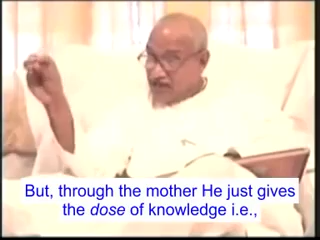 But, through the mother He just gives
the dose of knowledge i.e.,